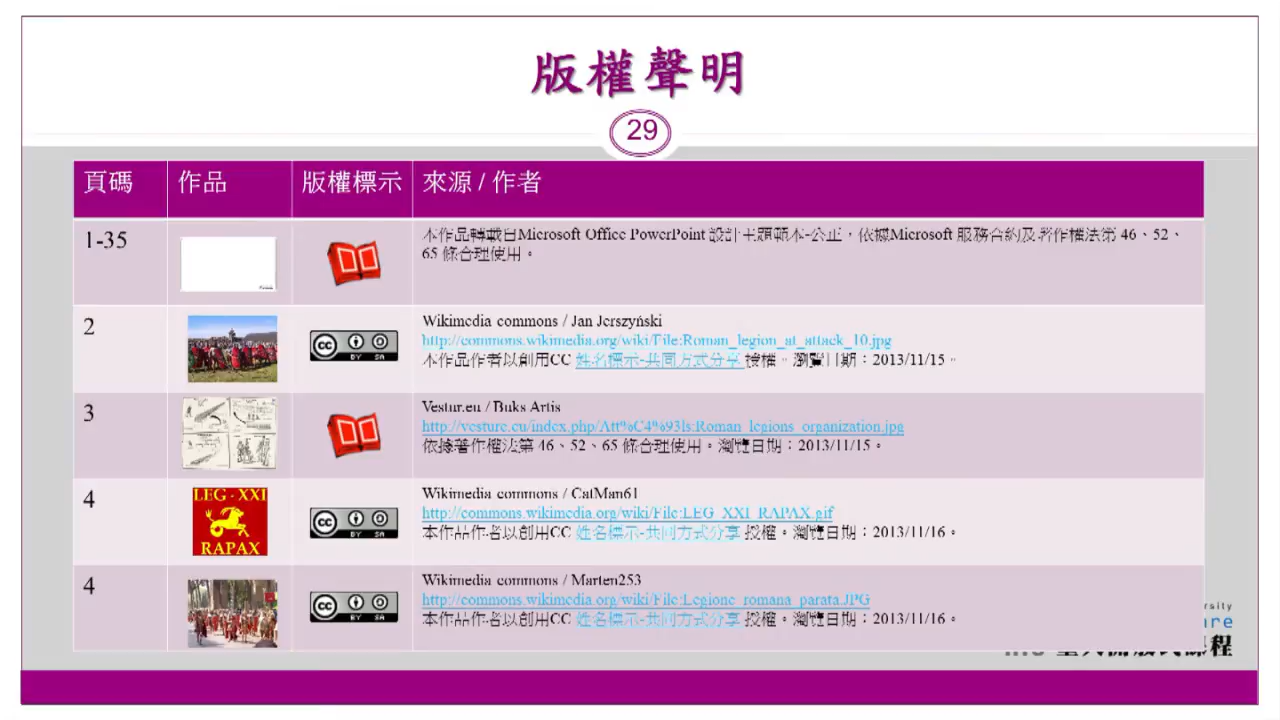 版權聲明
29
頁碼 作品 版權標示 來源 / 作者
1-35
本作品轉載自Microsoft Office PowerPoint 設計主題範本-公正，依據Microsoft 服務合約及著作權法第 46、52、
65 條合理使用。
2
Wikimedia commons / Jan Jerszyński
http://commons.wikimedia.org/wiki/File:Roman_legion_at_attack_10.jpg
本作品作者以創用CC 姓名標示-共同方式分享 授權。瀏覽日期：2013/11/15。
cc BY SA
3
Vestur.eu / Buks Artis
http://vesture.eu/index.php/Att%C4%93ls:Roman_legions_organization.jpg
依據著作權法第 46、52、65 條合理使用。瀏覽日期：2013/11/15。
4
LEG·XXI
RAPAX
cc BY SA
Wikimedia commons / CatMan61
http://commons.wikimedia.org/wiki/File:LEG_XXI_RAPAX.gif
本作品作者以創用CC 姓名標示-共同方式分享 授權。瀏覽日期：2013/11/16。
4
cc BY SA
Wikimedia commons / Marten253
http://commons.wikimedia.org/wiki/File:Legione_romana_parata.JPG
本作品作者以創用CC 姓名標示-共同方式分享 授權。瀏覽日期：2013/11/16。